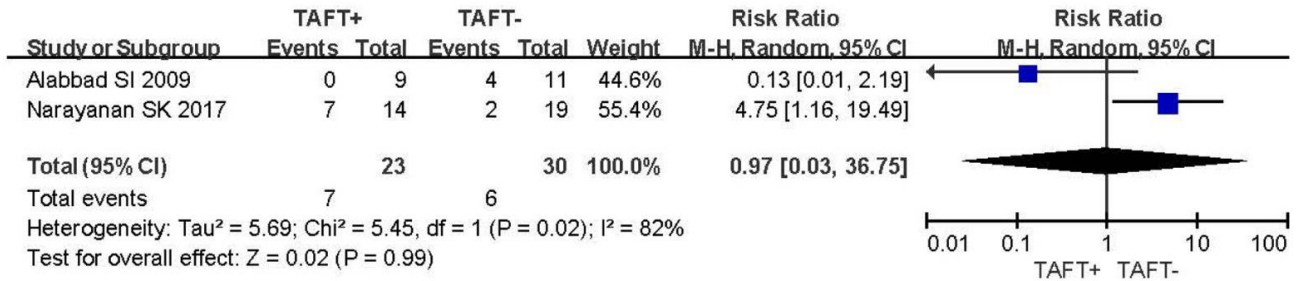 TAFT+ TAFT- Risk Ratio Risk Ratio
Study or Subgroup Events Total Events Total Weight M-H, Random, 95% CI M-H, Random, 95% CI
Alabbad SI 2009 0 9 4 11 44.6% 0.13 [0.01, 2.19]
Narayanan SK 2017 7 14 2 19 55.4% 4.75 [1.16, 19.49]
Total (95% CI) 23 30 100.0% 0.97 [0.03, 36.75]
Total events 7 6
Heterogeneity: Tau² = 5.69; Chi² = 5.45, df = 1 (P = 0.02); I² = 82%
Test for overall effect: Z = 0.02 (P = 0.99)
0.01 0.1 1 10 100
TAFT+ TAFT-